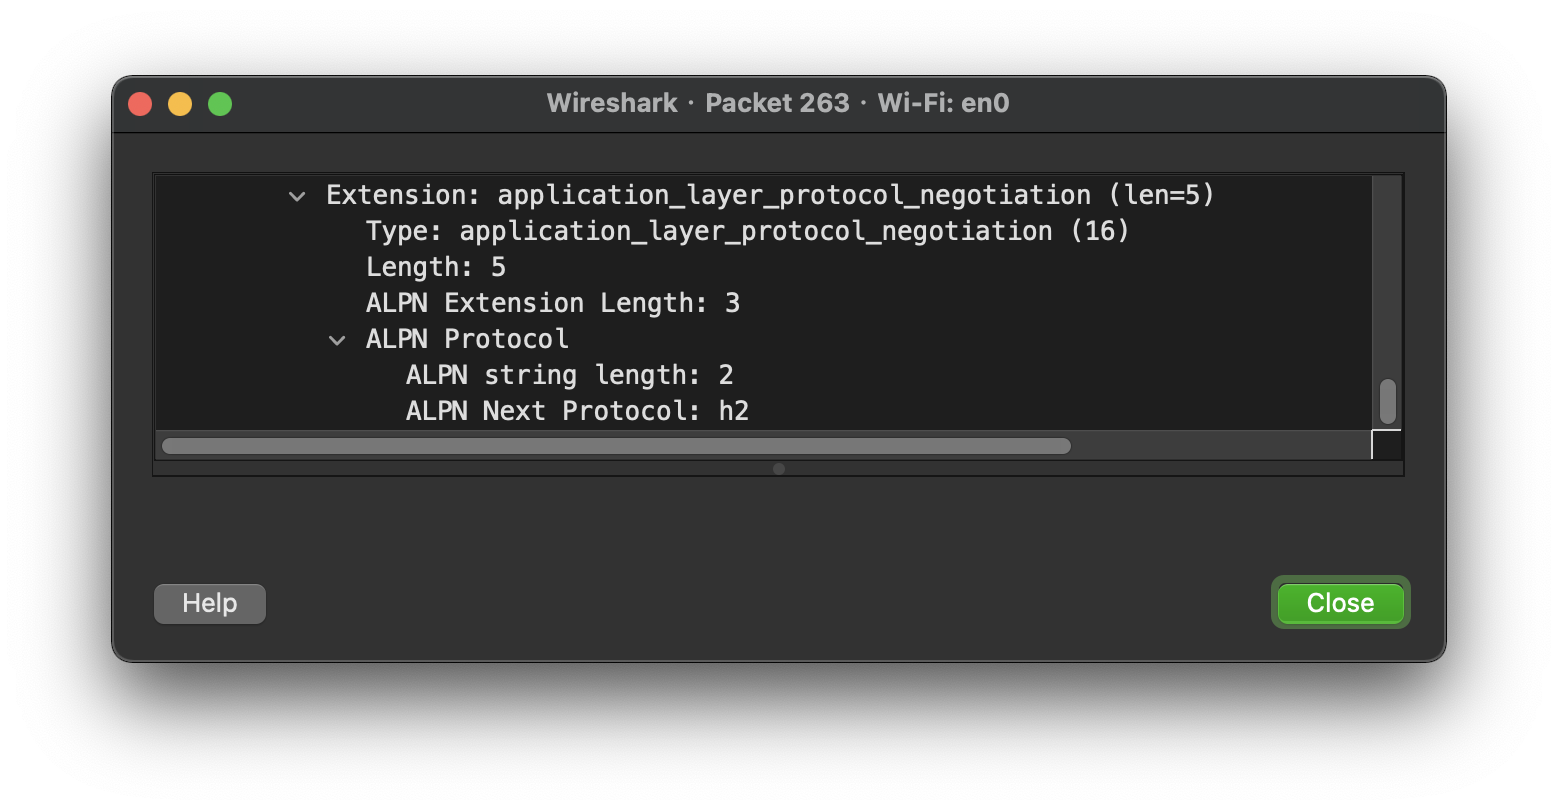 Wireshark · Packet 263 · Wi-Fi: en0
Extension: application_layer_protocol_negotiation (len=5)
Type: application_layer_protocol_negotiation (16)
Length: 5
ALPN Extension Length: 3
ALPN Protocol
ALPN string length: 2
ALPN Next Protocol: h2
Help
Close